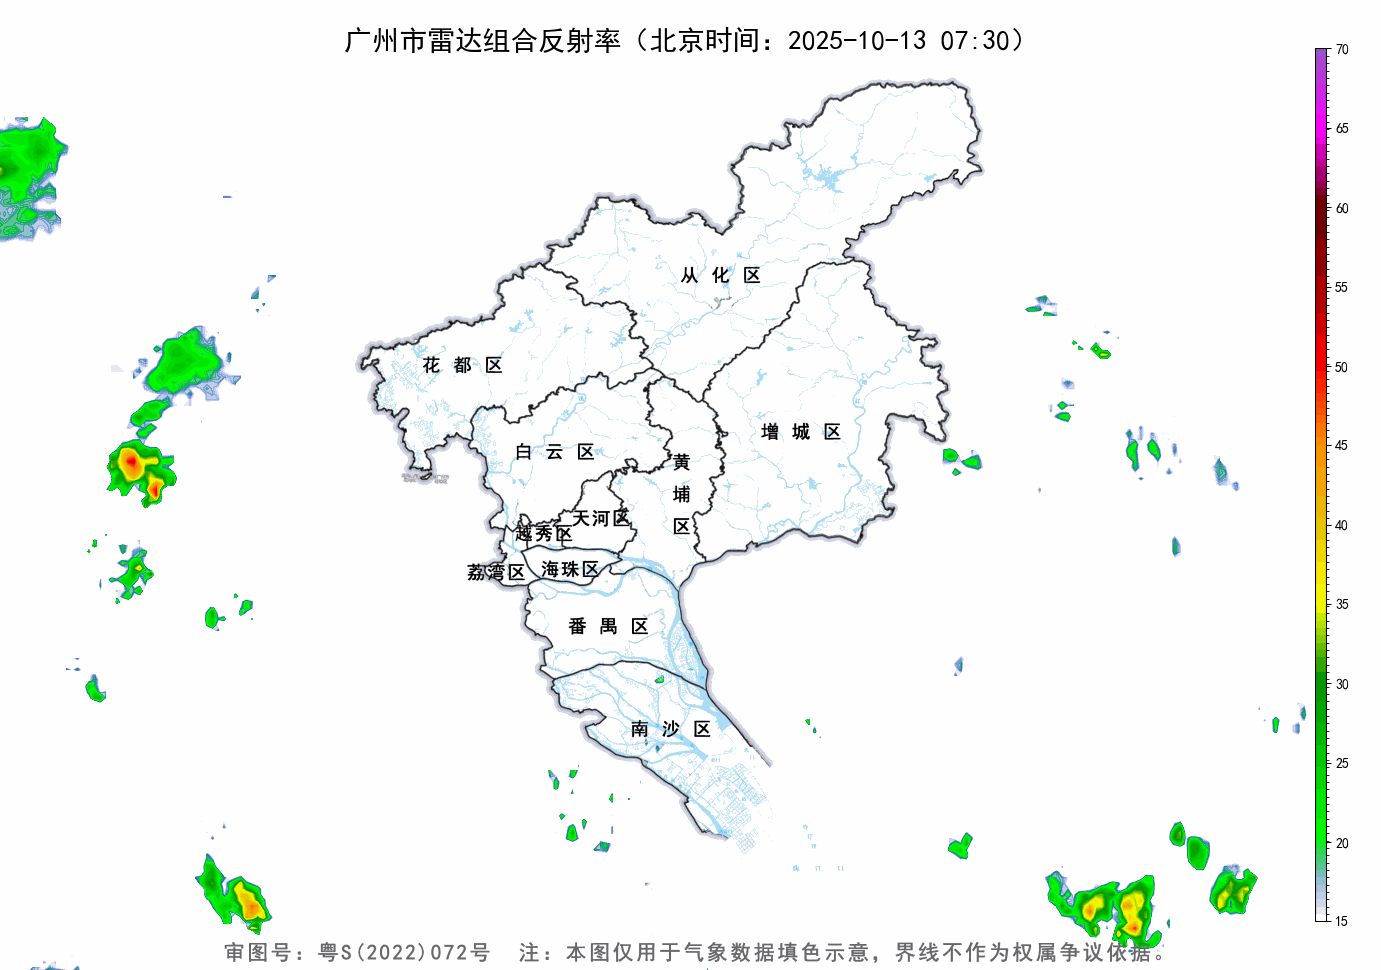 广州市雷达组合反射率（北京时间：2025-10-13 07:30）
70
65
60
55
50
45
40
35
30
25
20
15
从化区
花都区
增城区
白云区
黄埔区
天河区
越秀区
荔湾区
海珠区
番禺区
南沙区
审图号：粤S(2022)072号 注：本图仅用于气象数据填色示意，界线不作为权属争议依据。